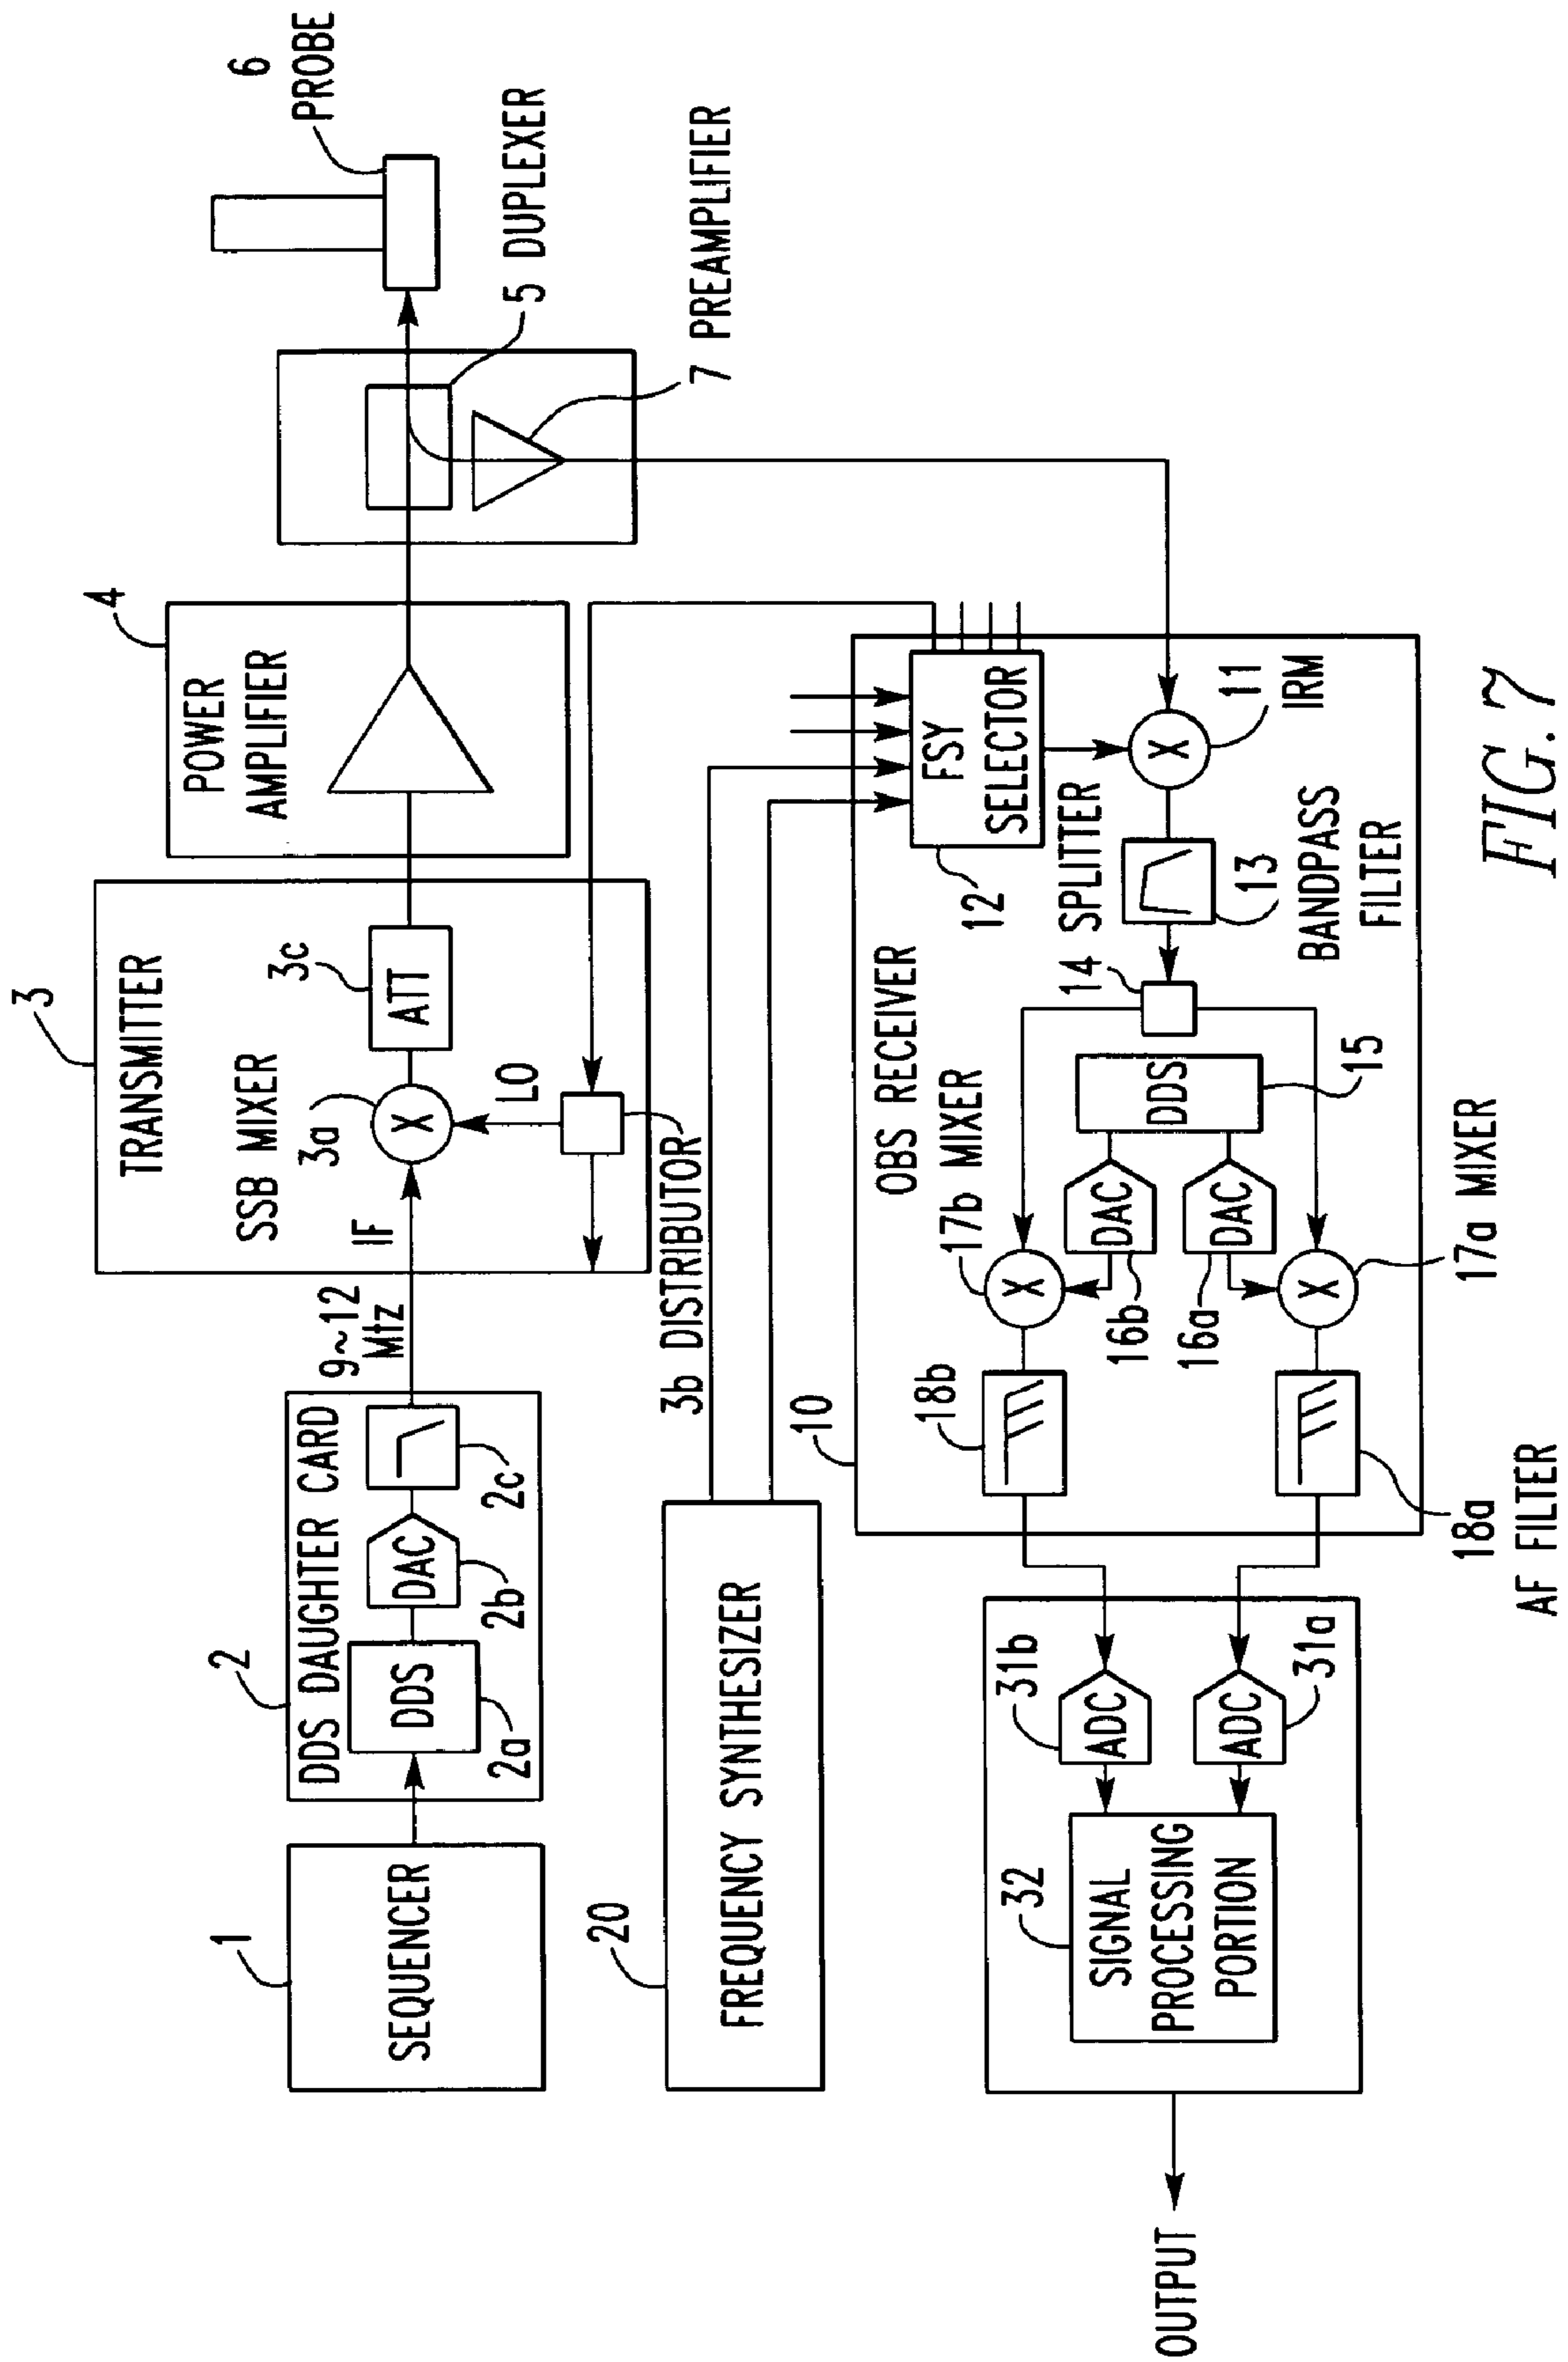 6
PROBE
5 DUPLEXER
7 PREAMPLIFIER
4
POWER
AMPLIFIER
3
TRANSMITTER
SSB MIXER
3a
3c
ATT
X
LO
IF
3b DISTRIBUTOR
9~12
Mtz
2
DDS DAUGHTER CARD
DDS
2a
DAC
2b
2c
1
SEQUENCER
20
FREQUENCY SYNTHESIZER
10
OBS RECEIVER
FSY
SELECTOR
12
X
11
IRM
13
BANDPASS
FILTER
14 SPLITTER
DDS
15
DAC
16b
DAC
16a
17b MIXER
X
17a MIXER
X
18b
18a
AF FILTER
31b
ADC
31a
ADC
32
SIGNAL
PROCESSING
PORTION
OUTPUT
FIG.7